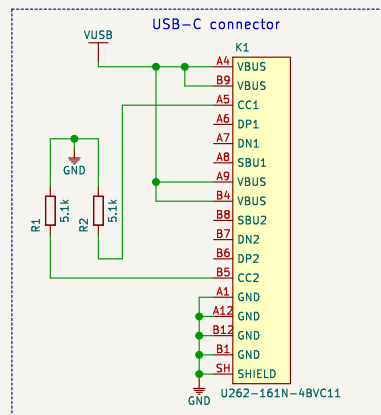 USB-C connector
VUSB
K1
A4 VBUS
B9 VBUS
A5 CC1
A6 DP1
A7 DN1
A8 SBU1
A9 VBUS
B4 VBUS
B8 SBU2
B7 DN2
B6 DP2
B5 CC2
A1 GND
A12 GND
B12 GND
B1 GND
SH SHIELD
GND
R1 5.1k
R2 5.1k
GND
U262-161N-4BVC11